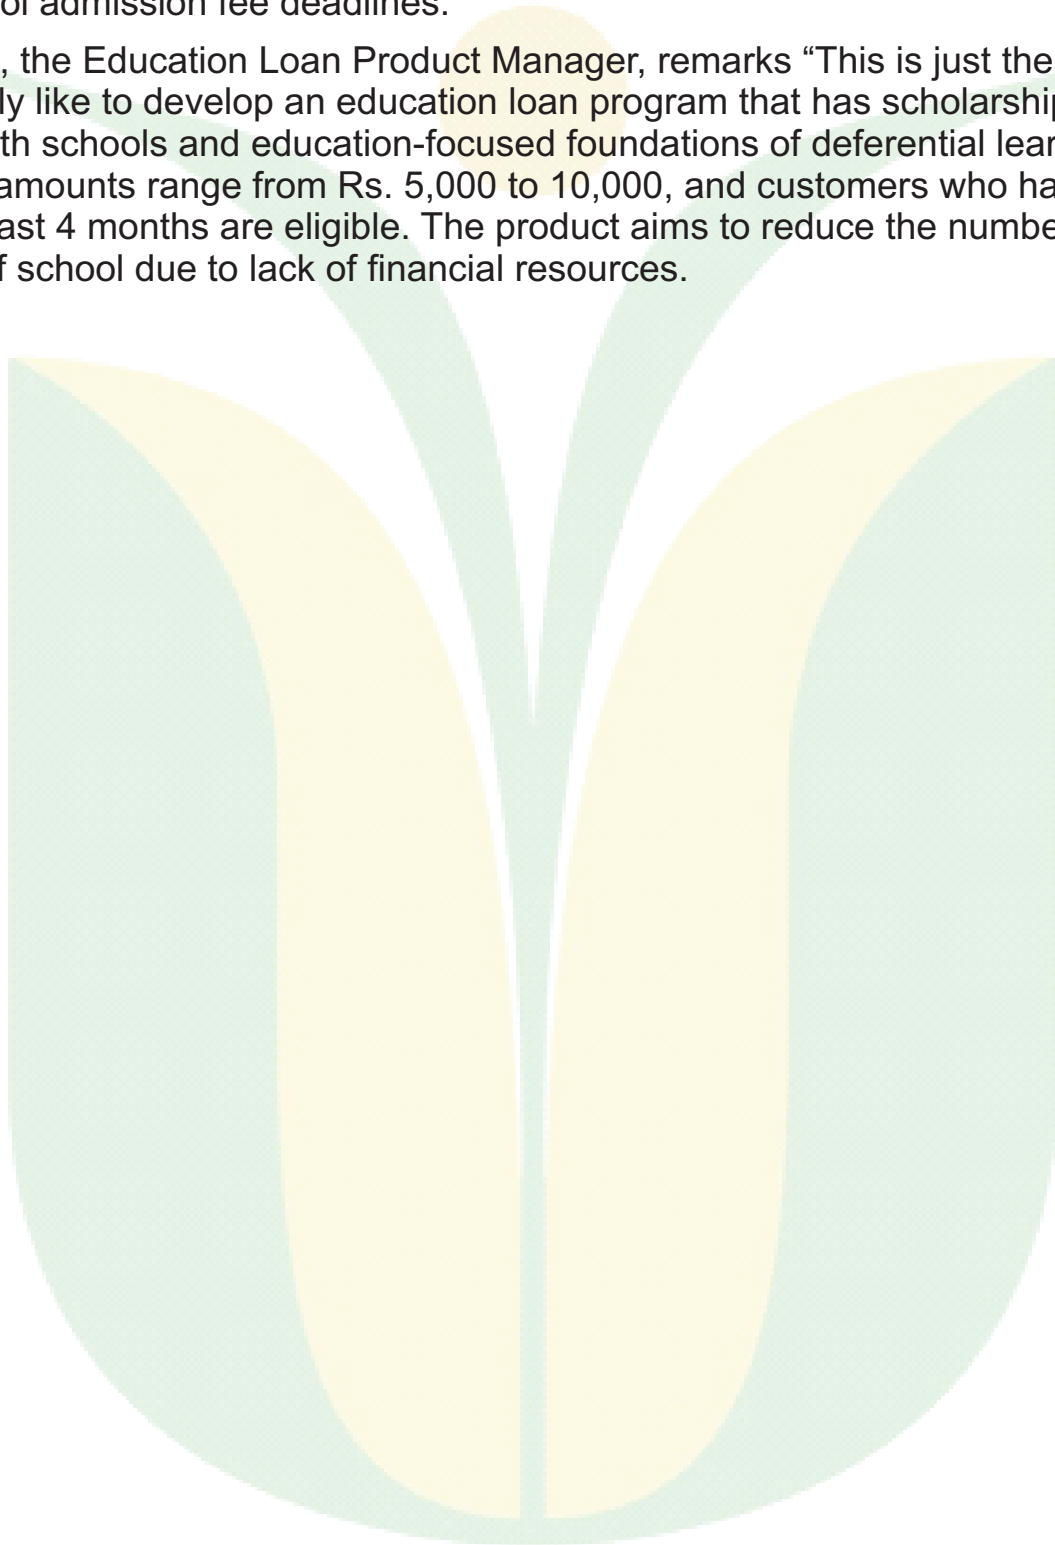 ol admission fee deadlines.
, the Education Loan Product Manager, remarks “This is just the
ly like to develop an education loan program that has scholarship
th schools and education-focused foundations of deferential lear
amounts range from Rs. 5,000 to 10,000, and customers who ha
ast 4 months are eligible. The product aims to reduce the numbe
f school due to lack of financial resources.